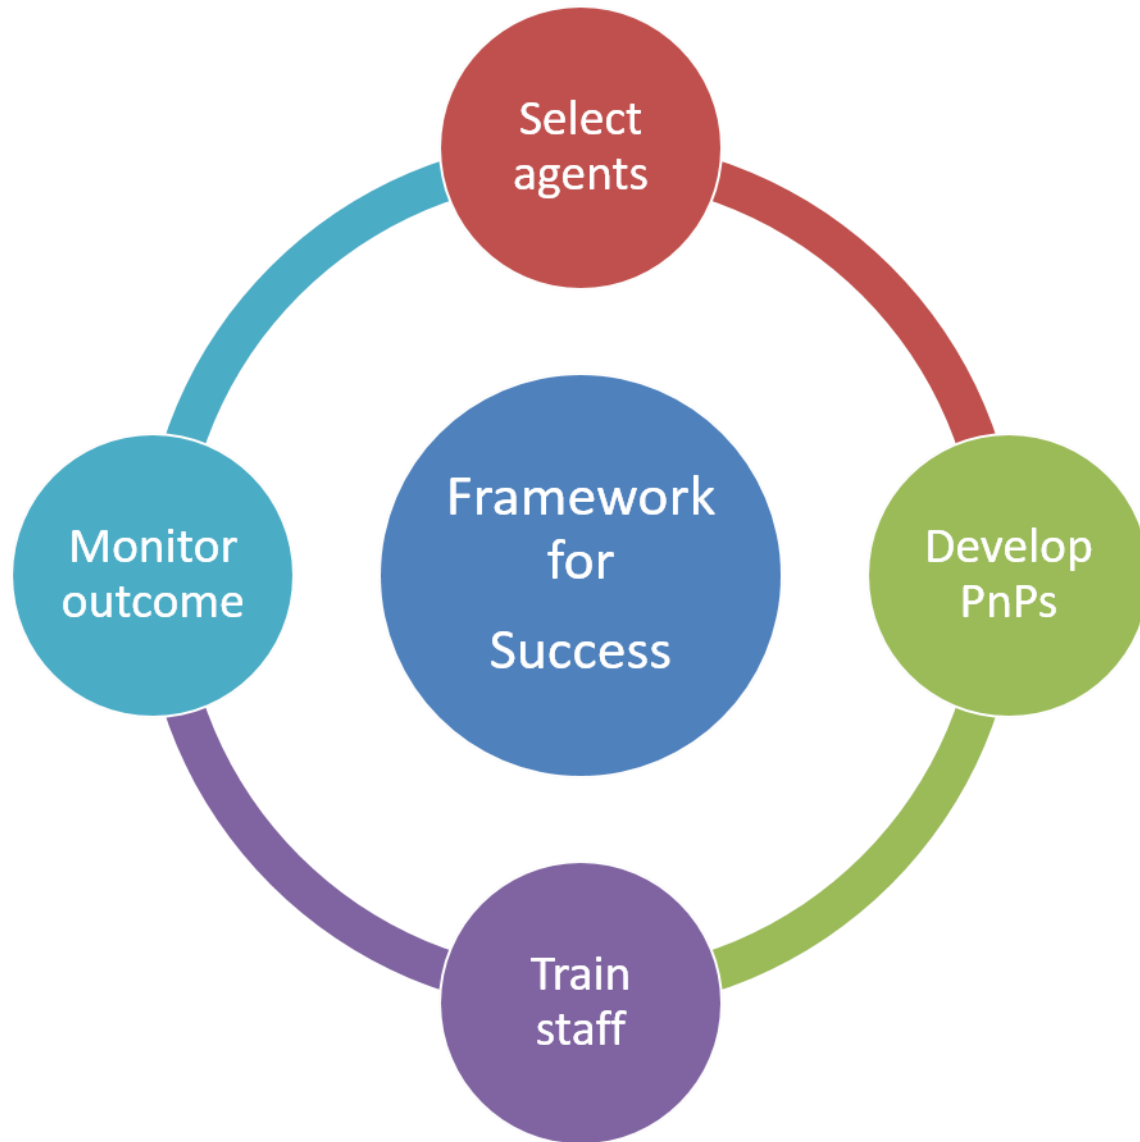 Select
agents
Monitor
outcome
Framework
for
Success
Develop
PnPs
Train
staff